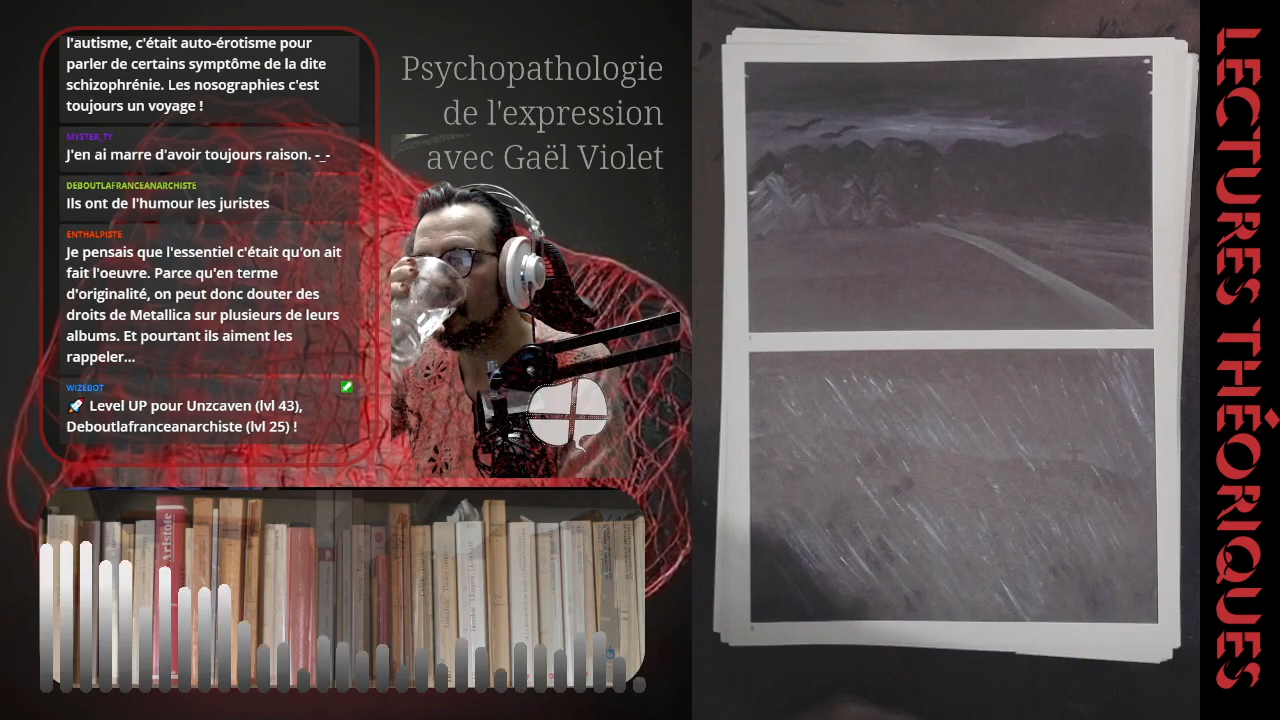 l'autisme, c'était auto-érotisme pour
parler de certains symptôme de la dite
schizophrénie. Les nosographies c'est
toujours un voyage !
MYSTER_TY
J'en ai marre d'avoir toujours raison. -_-
DEBOUTLAFRANCEANARCHISTE
Ils ont de l'humour les juristes
ENTHALPISTE
Je pensais que l'essentiel c'était qu'on ait
fait l'oeuvre. Parce qu'en terme
d'originalité, on peut donc douter des
droits de Metallica sur plusieurs de leurs
albums. Et pourtant ils aiment les
rappeler...
WIZEBOT
Level UP pour Unzcaven (lvl 43),
Deboutlafranceanarchiste (lvl 25) !
Psychopathologie
de l'expression
avec Gaël Violet
Aristote
LECTURES THÉORIQUES